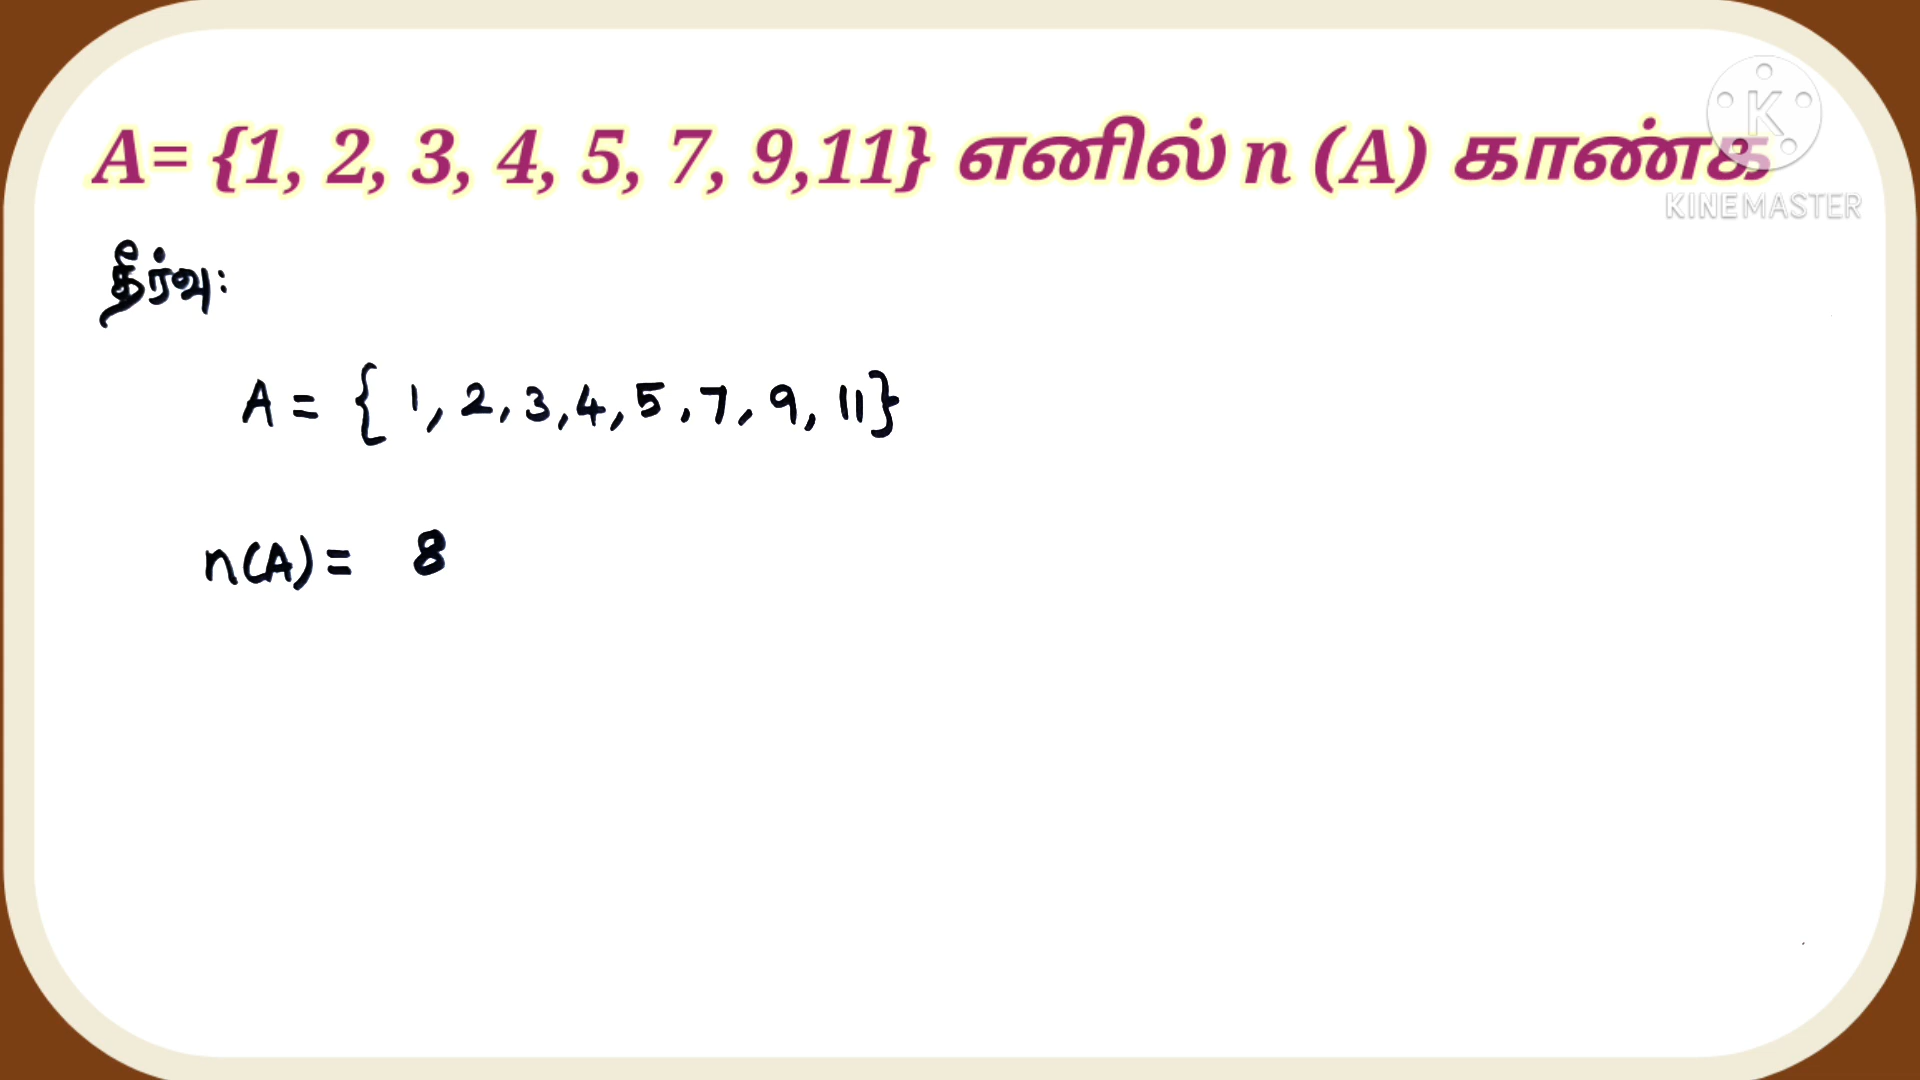 A= {1, 2, 3, 4, 5, 7, 9,11} எனில் n (A) காண்க
K
KINEMASTER
தீர்வு:
A = { 1, 2, 3, 4, 5, 7, 9, 11}
n(A) = 8